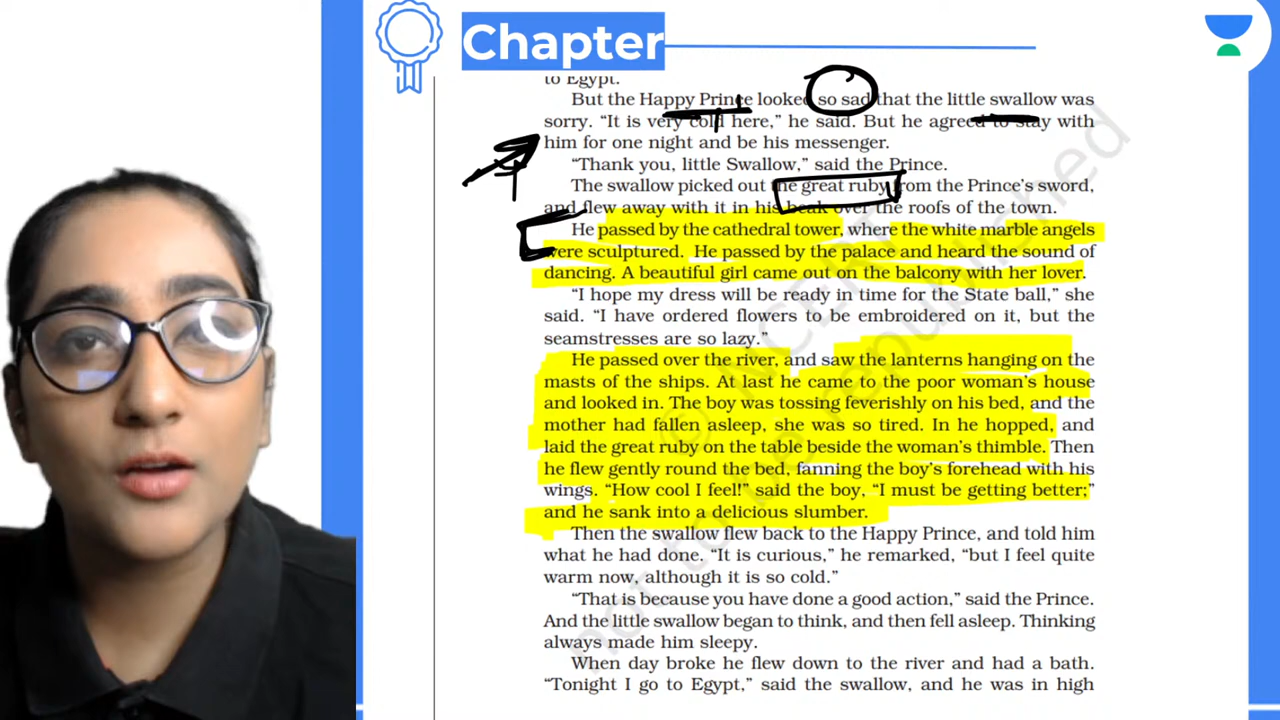 Chapter
to Egypt.
But the Happy Prince looked so sad that the little swallow was
sorry. “It is very cold here,” he said. But he agreed to stay with
him for one night and be his messenger.
“Thank you, little Swallow,” said the Prince.
The swallow picked out the great ruby from the Prince’s sword,
and flew away with it in his beak over the roofs of the town.
He passed by the cathedral tower, where the white marble angels
were sculptured. He passed by the palace and heard the sound of
dancing. A beautiful girl came out on the balcony with her lover.
“I hope my dress will be ready in time for the State ball,” she
said. “I have ordered flowers to be embroidered on it, but the
seamstresses are so lazy.”
He passed over the river, and saw the lanterns hanging on the
masts of the ships. At last he came to the poor woman’s house
and looked in. The boy was tossing feverishly on his bed, and the
mother had fallen asleep, she was so tired. In he hopped, and
laid the great ruby on the table beside the woman’s thimble. Then
he flew gently round the bed, fanning the boy’s forehead with his
wings. “How cool I feel!” said the boy, “I must be getting better;”
and he sank into a delicious slumber.
Then the swallow flew back to the Happy Prince, and told him
what he had done. “It is curious,” he remarked, “but I feel quite
warm now, although it is so cold.”
“That is because you have done a good action,” said the Prince.
And the little swallow began to think, and then fell asleep. Thinking
always made him sleepy.
When day broke he flew down to the river and had a bath.
“Tonight I go to Egypt,” said the swallow, and he was in high
© NCERT
not to be republished